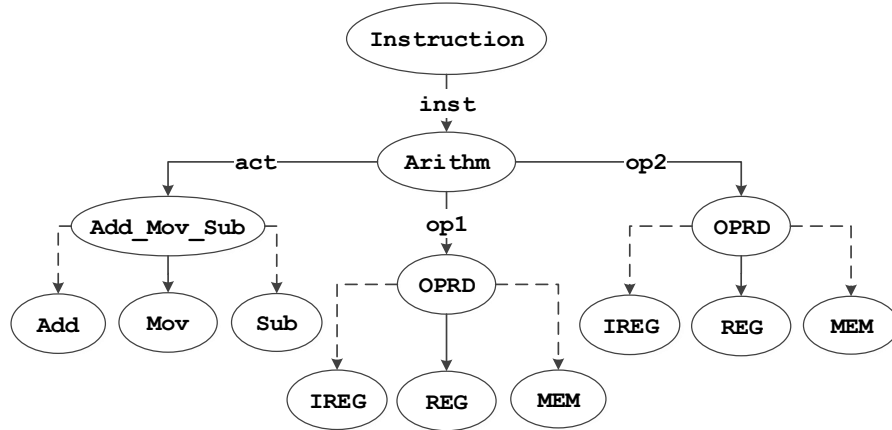 Instruction
inst
act
Arithm
op2
Add_Mov_Sub
op1
OPRD
OPRD
Add
Mov
Sub
IREG
REG
MEM
IREG
REG
MEM